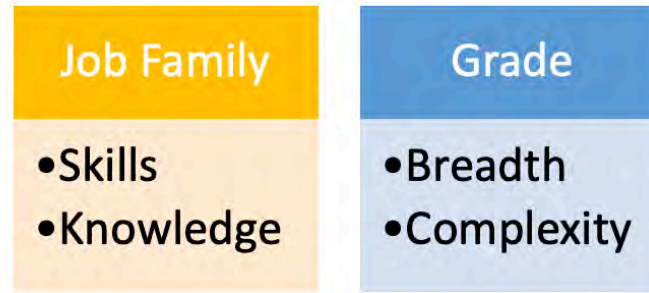 Job Family
•Skills
•Knowledge
Grade
•Breadth
•Complexity